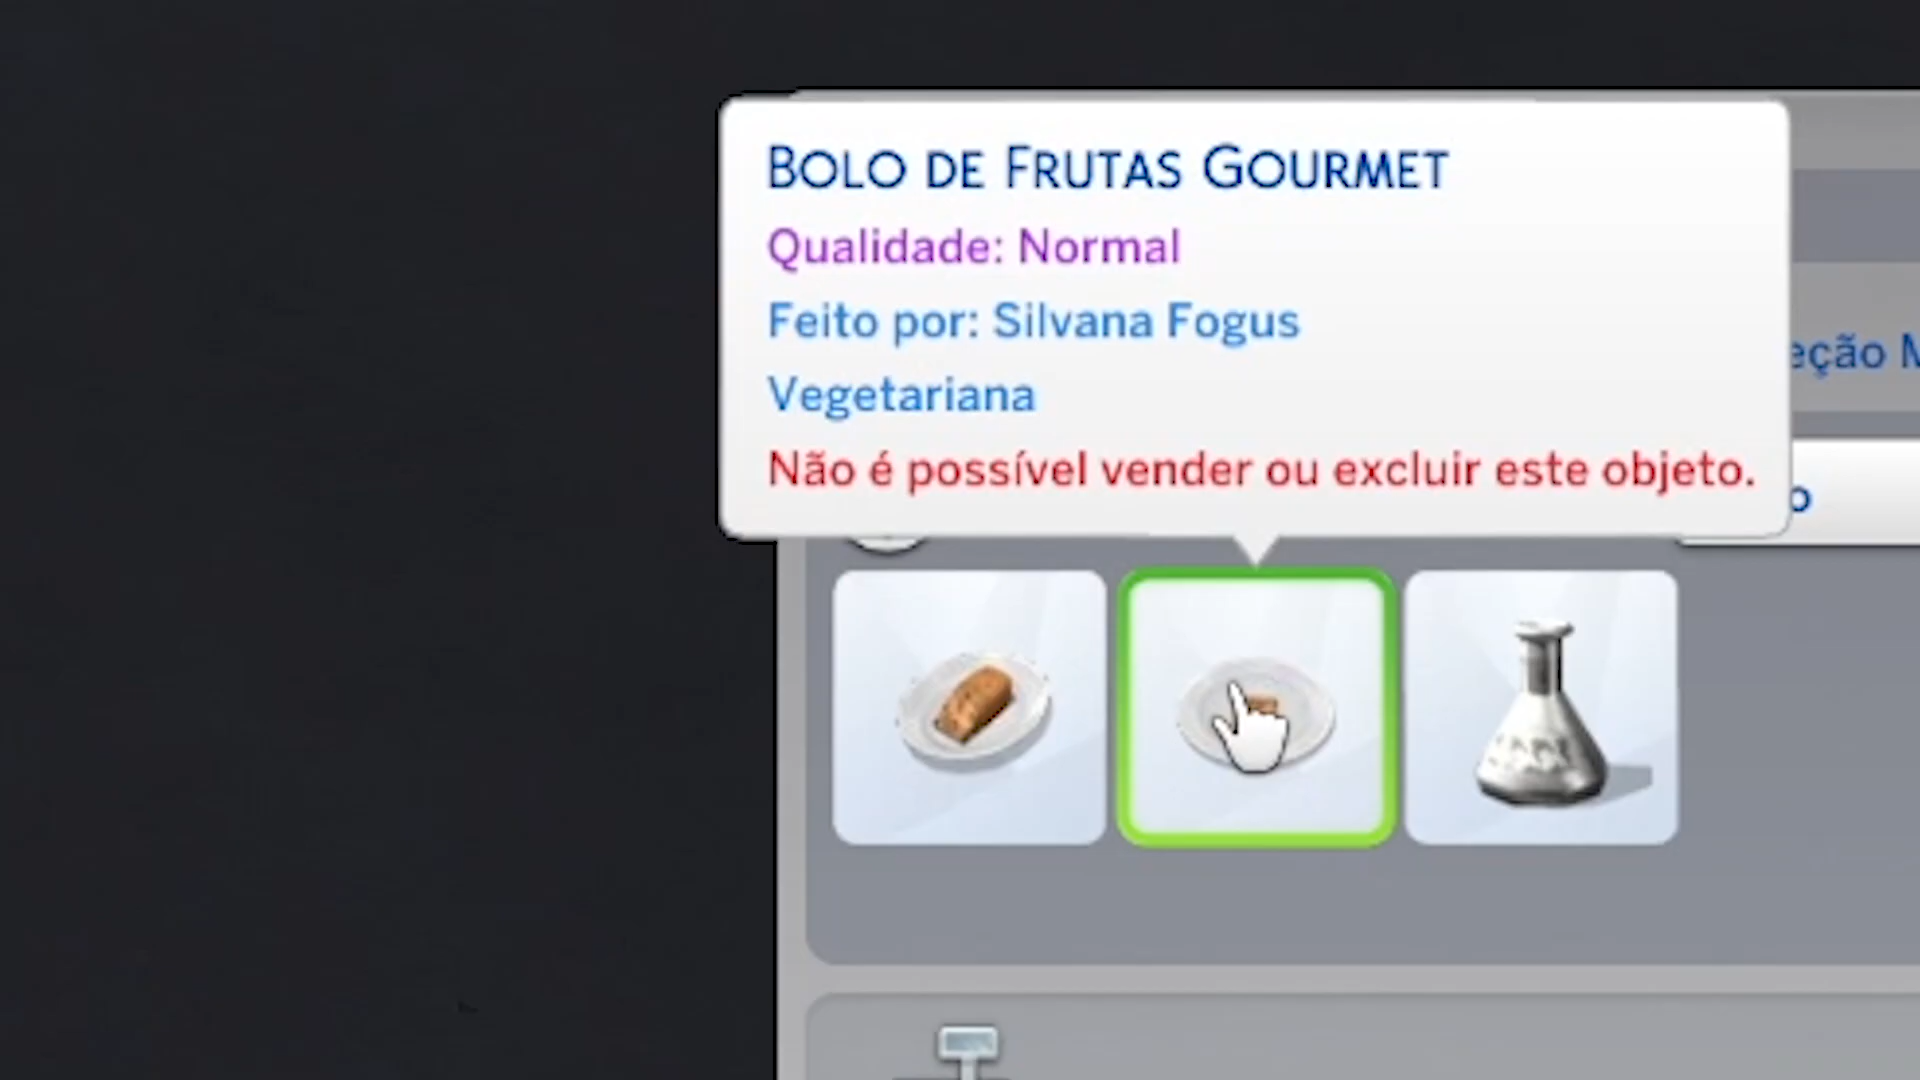 Bolo de Frutas Gourmet
Qualidade: Normal
Feito por: Silvana Fogus
Vegetariana
Não é possível vender ou excluir este objeto.